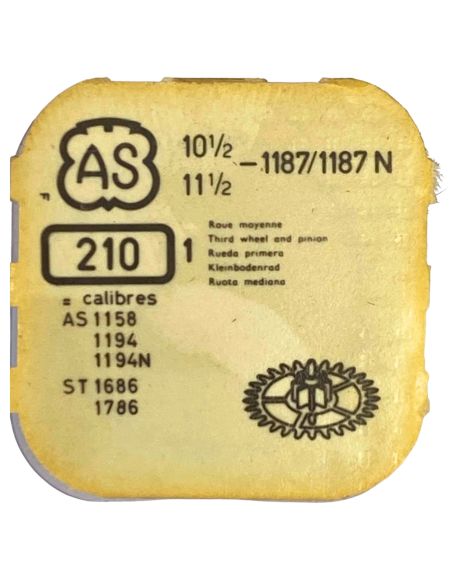 AS
F
10½
11½
-1187/1187 N
210
1
Roue moyenne
Third wheel and pinion
Rueda primera
Kleinbodenrad
Ruota mediana
= calibres
AS 1158
1194
1194N
ST 1686
1786